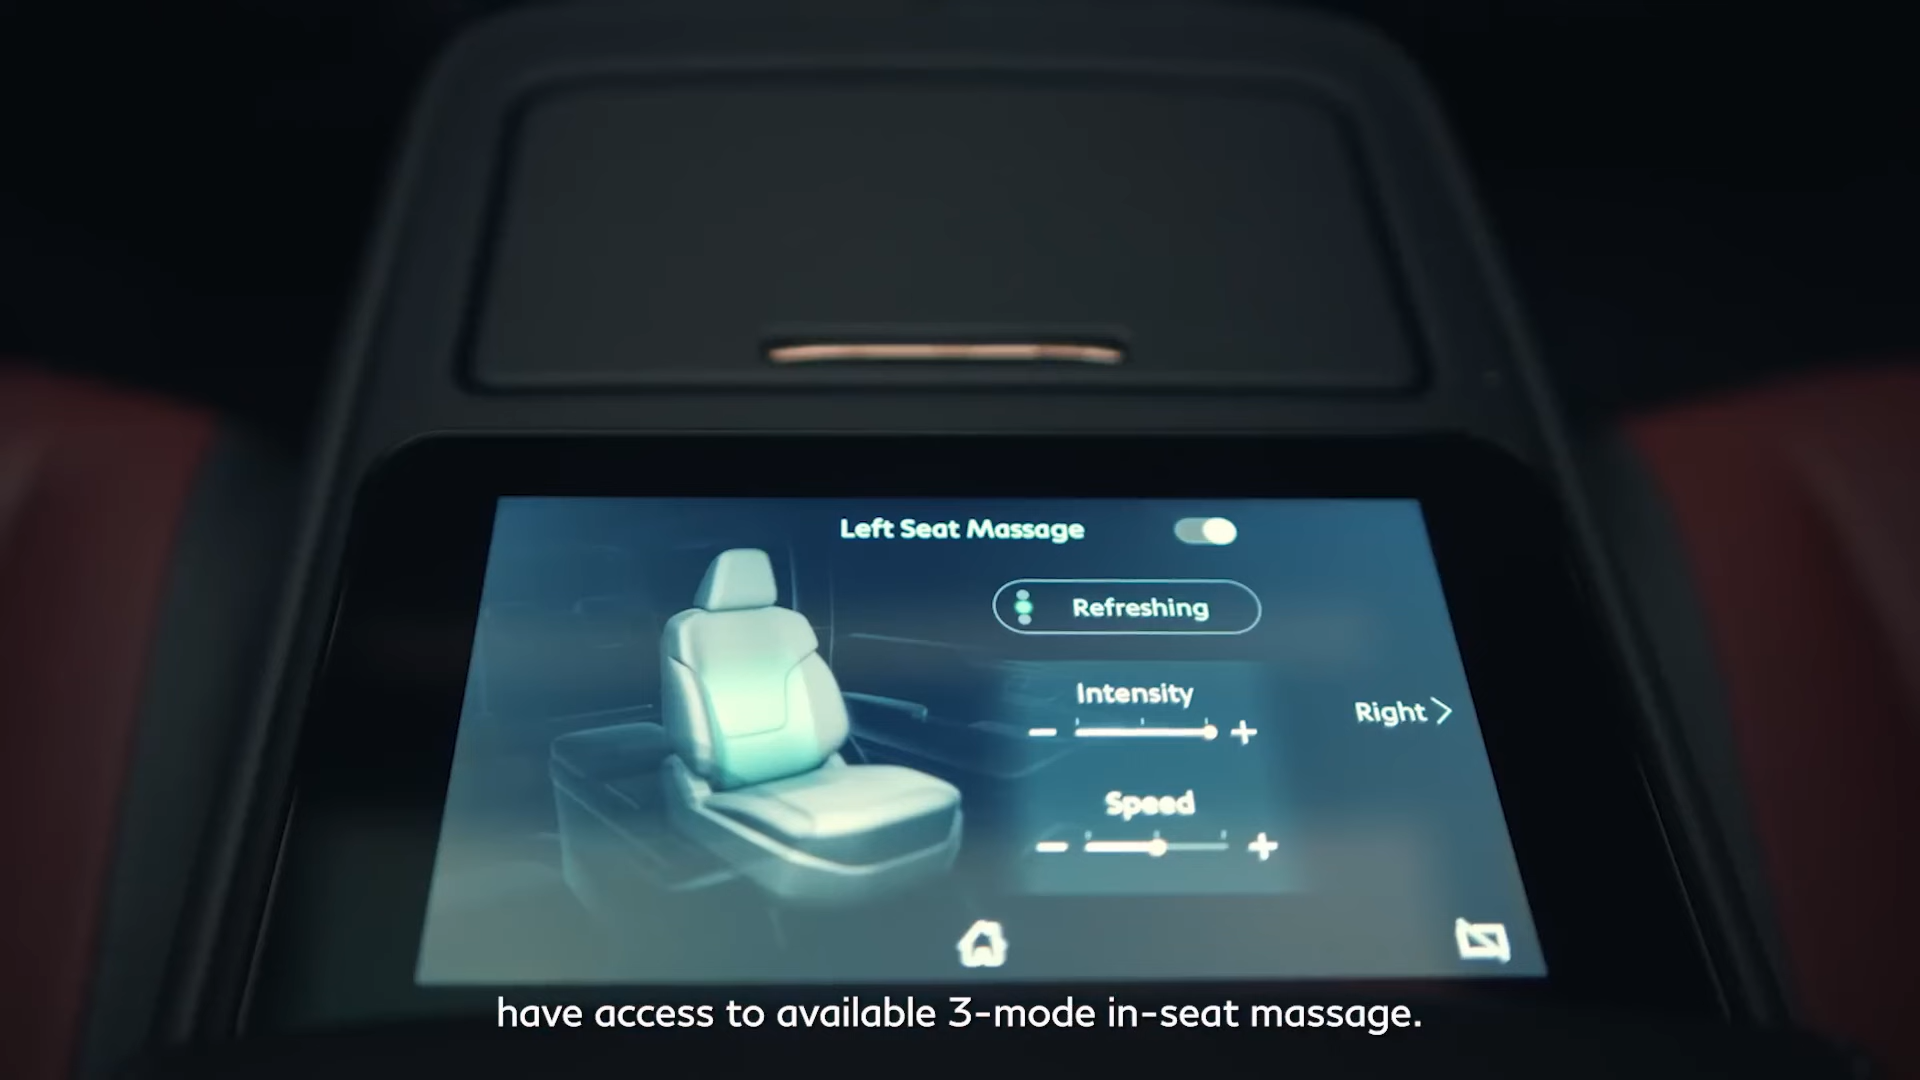 Left Seat Massage
Refreshing
Intensity
Right
Speed
have access to available 3-mode in-seat massage.